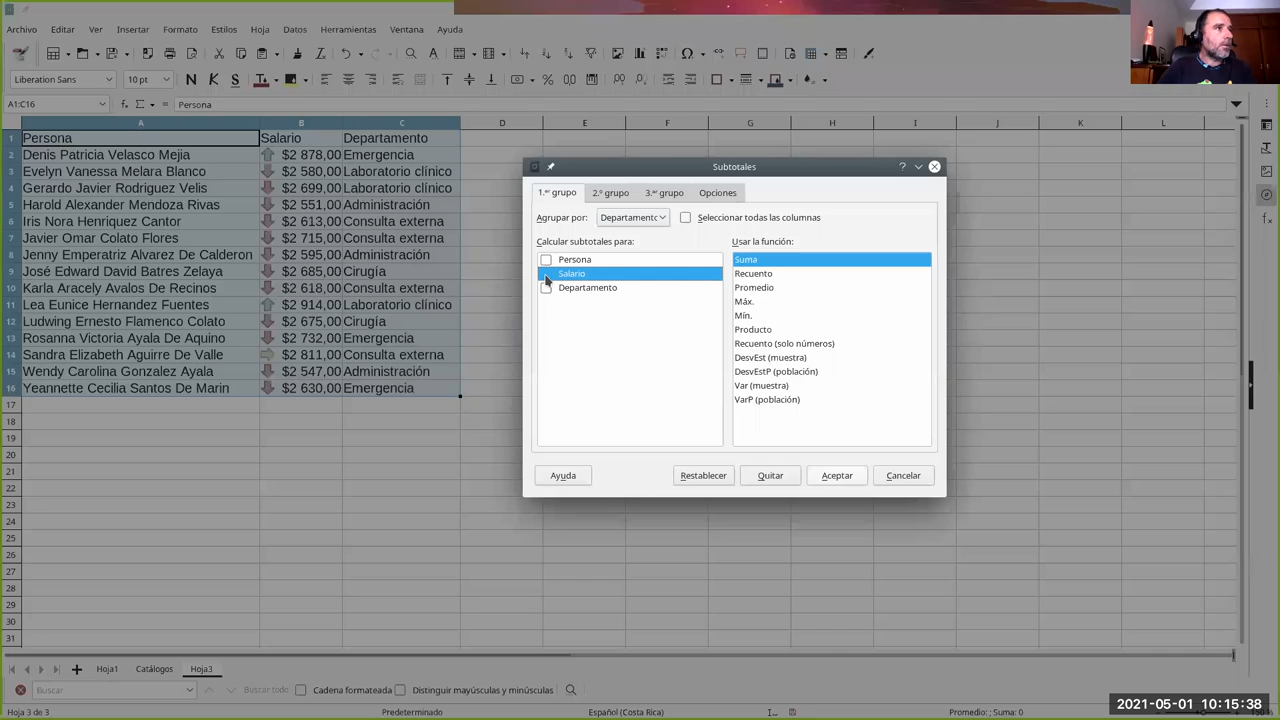 Archivo Editar Ver Insertar Formato Estilos Hoja Datos Herramientas Ventana Ayuda
Liberation Sans 10 pt N K S
A1:C16 Persona
A B C D E F G H I J K L
1 Persona Salario Departamento
2 Denis Patricia Velasco Mejia $2 878,00 Emergencia
3 Evelyn Vanessa Melara Blanco $2 580,00 Laboratorio clínico
4 Gerardo Javier Rodriguez Velis $2 699,00 Laboratorio clínico
5 Harold Alexander Mendoza Rivas $2 551,00 Administración
6 Iris Nora Henriquez Cantor $2 613,00 Consulta externa
7 Javier Omar Colato Flores $2 715,00 Consulta externa
8 Jenny Emperatriz Alvarez De Calderon $2 595,00 Administración
9 José Edward David Batres Zelaya $2 685,00 Cirugía
10 Karla Aracely Avalos De Recinos $2 618,00 Consulta externa
11 Lea Eunice Hernandez Fuentes $2 914,00 Laboratorio clínico
12 Ludwing Ernesto Flamenco Colato $2 675,00 Cirugía
13 Rosanna Victoria Ayala De Aquino $2 732,00 Emergencia
14 Sandra Elizabeth Aguirre De Valle $2 811,00 Consulta externa
15 Wendy Carolina Gonzalez Ayala $2 547,00 Administración
16 Yeannette Cecilia Santos De Marin $2 630,00 Emergencia
17
18
19
20
21
22
23
24
25
26
27
28
29
30
31
Subtotales
1.er grupo 2.º grupo 3.er grupo Opciones
Agrupar por: Departamento Seleccionar todas las columnas
Calcular subtotales para: Usar la función:
Persona
Salario
Departamento
Suma
Recuento
Promedio
Máx.
Mín.
Producto
Recuento (solo números)
DesvEst (muestra)
DesvEstP (población)
Var (muestra)
VarP (población)
Ayuda Restablecer Quitar Aceptar Cancelar
Hoja1 Catálogos Hoja3
Buscar Buscar todo Cadena formateada Distinguir mayúsculas y minúsculas
Hoja 3 de 3 Predeterminado Español (Costa Rica) Promedio: ; Suma: 0
2021-05-01 10:15:38